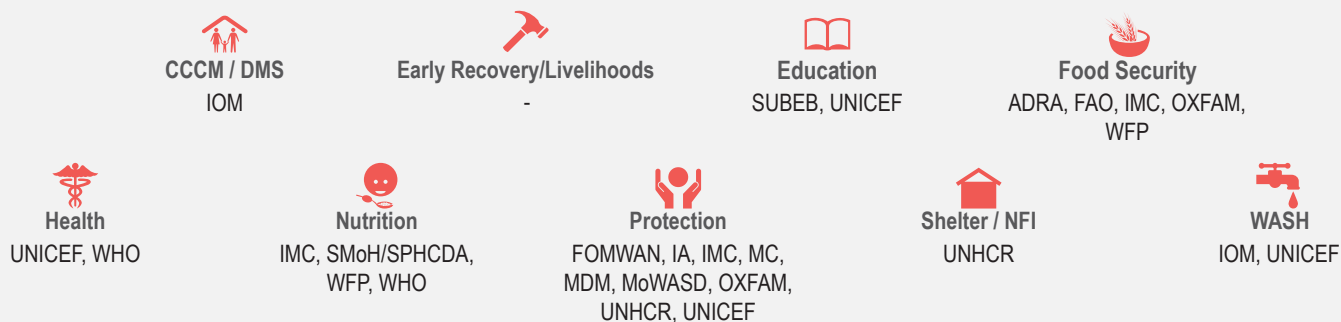 CCCM / DMS
IOM
Early Recovery/Livelihoods
-
Education
SUBEB, UNICEF
Food Security
ADRA, FAO, IMC, OXFAM,
WFP
Health
UNICEF, WHO
Nutrition
IMC, SMoH/SPHCDA,
WFP, WHO
Protection
FOMWAN, IA, IMC, MC,
MDM, MoWASD, OXFAM,
UNHCR, UNICEF
Shelter / NFI
UNHCR
WASH
IOM, UNICEF